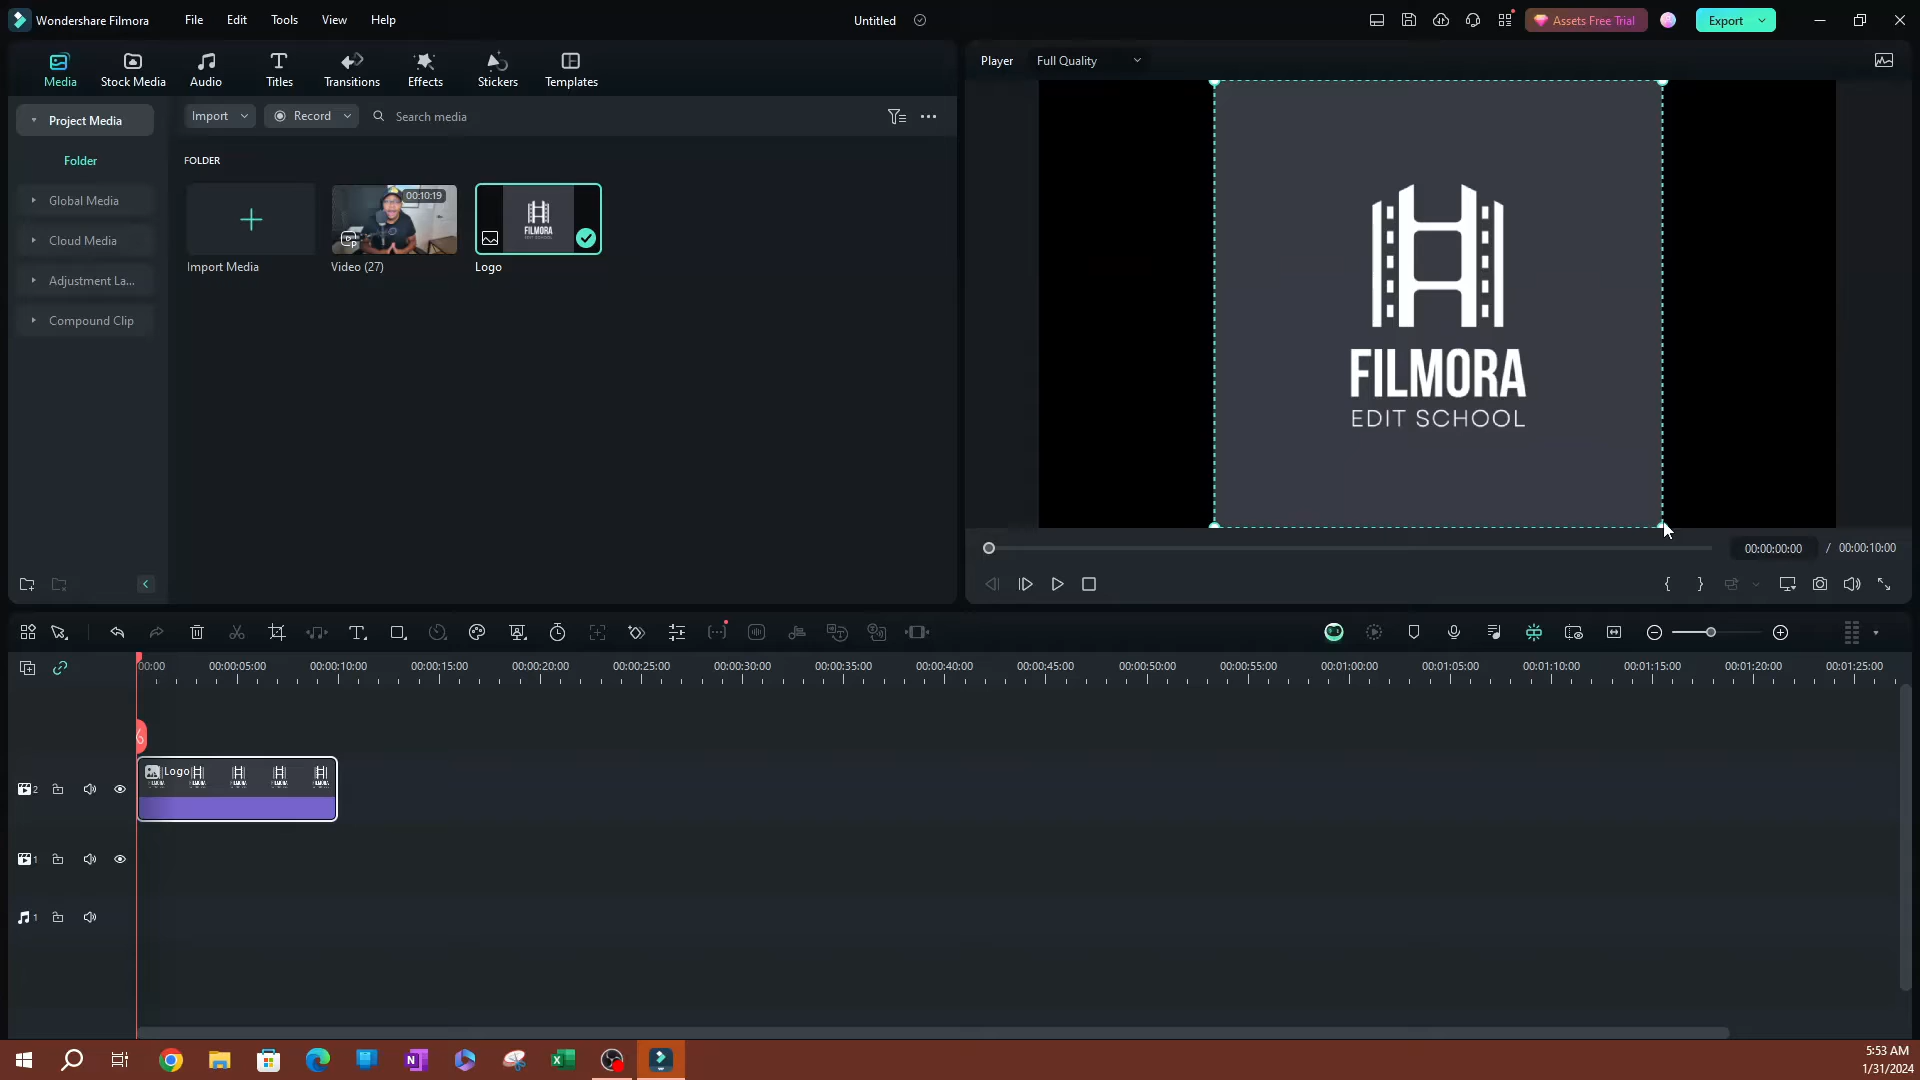 Wondershare Filmora
File
Edit
Tools
View
Help
Untitled
Assets Free Trial
Export
Media
Stock Media
Audio
Titles
Transitions
Effects
Stickers
Templates
Player
Full Quality
Project Media
Import
Record
Search media
Folder
FOLDER
Global Media
Cloud Media
Adjustment La...
Compound Clip
00:10:19
FILMORA
Import Media
Video (27)
Logo
FILMORA
EDIT SCHOOL
00:00:00:00 / 00:00:10:00
00:00 00:00:05:00 00:00:10:00 00:00:15:00 00:00:20:00 00:00:25:00 00:00:30:00 00:00:35:00 00:00:40:00 00:00:45:00 00:00:50:00 00:00:55:00 00:01:00:00 00:01:05:00 00:01:10:00 00:01:15:00 00:01:20:00 00:01:25:00
Logo
2
1
1
5:53 AM
1/31/2024